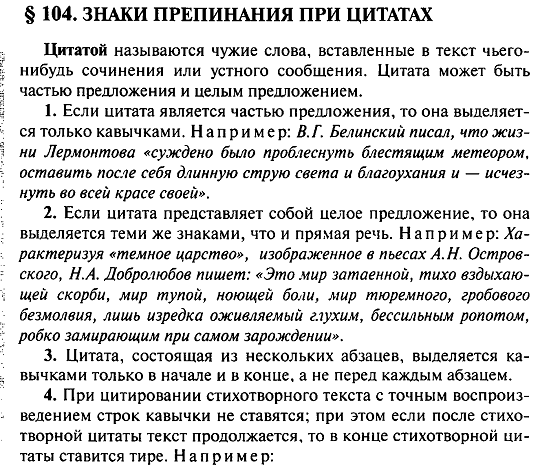 § 104. ЗНАКИ ПРЕПИНАНИЯ ПРИ ЦИТАТАХ
Цитатой называются чужие слова, вставленные в текст чьего-
нибудь сочинения или устного сообщения. Цитата может быть
частью предложения и целым предложением.
1. Если цитата является частью предложения, то она выделяет-
ся только кавычками. Например: В.Г. Белинский писал, что жиз-
ни Лермонтова «суждено было проблеснуть блестящим метеором,
оставить после себя длинную струю света и благоухания и — исчез-
нуть во всей красе своей».
2. Если цитата представляет собой целое предложение, то она
выделяется теми же знаками, что и прямая речь. Например: Ха-
рактеризуя «темное царство», изображенное в пьесах А.Н. Остров-
ского, Н.А. Добролюбов пишет: «Это мир затаенной, тихо вздыхаю-
щей скорби, мир тупой, ноющей боли, мир тюремного, гробового
безмолвия, лишь изредка оживляемый глухим, бессильным ропотом,
робко замирающим при самом зарождении».
3. Цитата, состоящая из нескольких абзацев, выделяется ка-
вычками только в начале и в конце, а не перед каждым абзацем.
4. При цитировании стихотворного текста с точным воспроиз-
ведением строк кавычки не ставятся; при этом если после стихо-
творной цитаты текст продолжается, то в конце стихотворной ци-
таты ставится тире. Например: